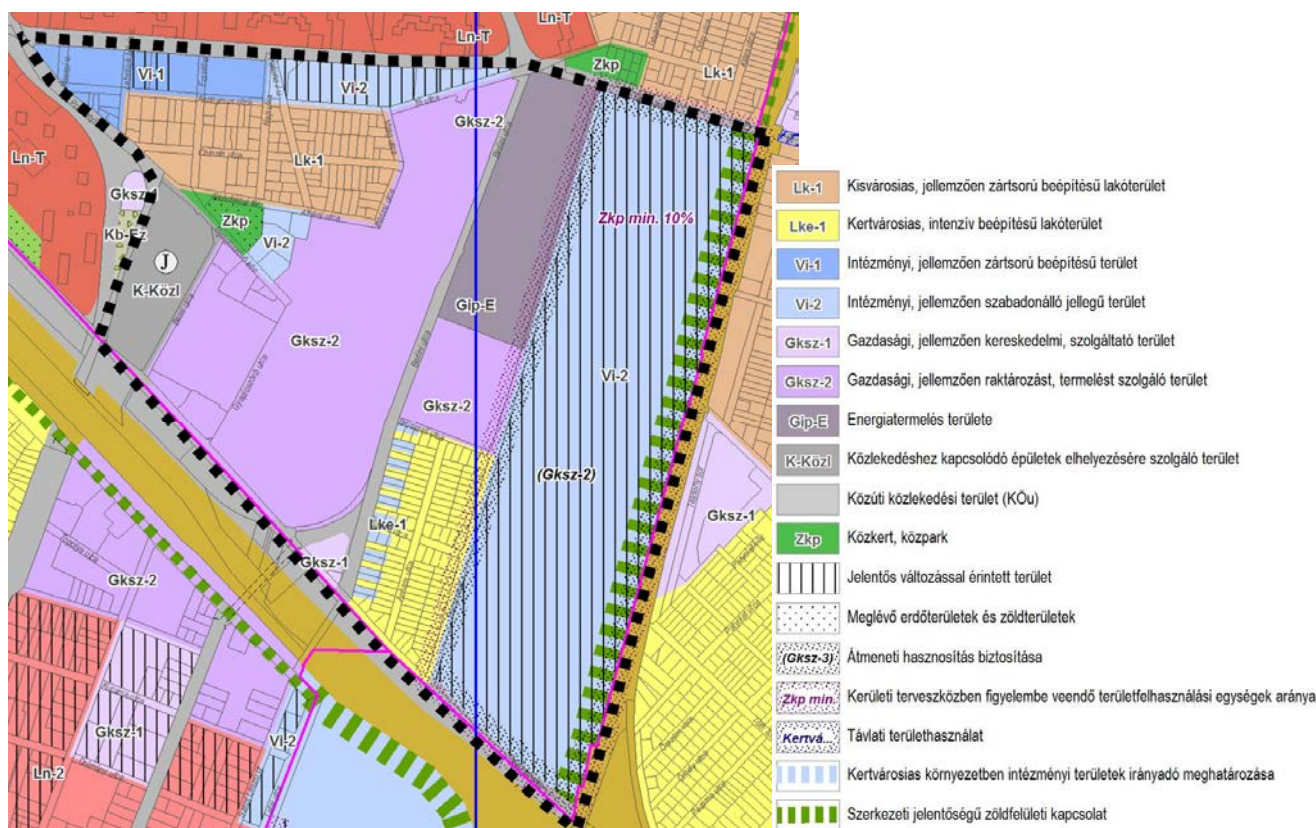 Ln-T
Ln-T
Zkp
Lk-1
Vi-1
Vi-2
Gksz-2
Ln-T
Lk-1
Gksz-1
Zkp
Zkp min. 10%
Kb-Ez
Vi-2
J
K-Közl
Gip-E
Gksz-2
Vi-2
Gksz-2
(Gksz-2)
Lke-1
Gksz-1
Gksz-1
Gksz-2
Gksz-1
Vi-2
Ln-2
Lk-1 Kisvárosias, jellemzően zártsorú beépítésű lakóterület
Lke-1 Kertvárosias, intenzív beépítésű lakóterület
Vi-1 Intézményi, jellemzően zártsorú beépítésű terület
Vi-2 Intézményi, jellemzően szabadonálló jellegű terület
Gksz-1 Gazdasági, jellemzően kereskedelmi, szolgáltató terület
Gksz-2 Gazdasági, jellemzően raktározást, termelést szolgáló terület
Gip-E Energiatermelés területe
K-Közl Közlekedéshez kapcsolódó épületek elhelyezésére szolgáló terület
Közúti közlekedési terület (KÖu)
Zkp Közkert, közpark
Jelentős változással érintett terület
Meglévő erdőterületek és zöldterületek
(Gksz-3) Átmeneti hasznosítás biztosítása
Zkp min. Kerületi terveszközben figyelembe veendő területfelhasználási egységek aránya
Kertvá... Távlati területhasználat
Kertvárosias környezetben intézményi területek irányadó meghatározása
Szerkezeti jelentőségű zöldfelületi kapcsolat